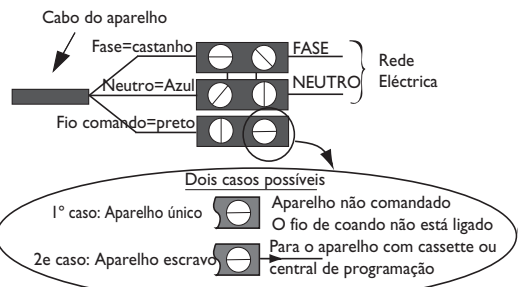 Cabo do aparelho
Fase=castanho
FASE
Rede
Eléctrica
Neutro=Azul
NEUTRO
Fio comando=preto
Dois casos possíveis
1º caso: Aparelho único
Aparelho não comandado
O fio de coando não está ligado
2e caso: Aparelho escravo
Para o aparelho com cassette ou
central de programação